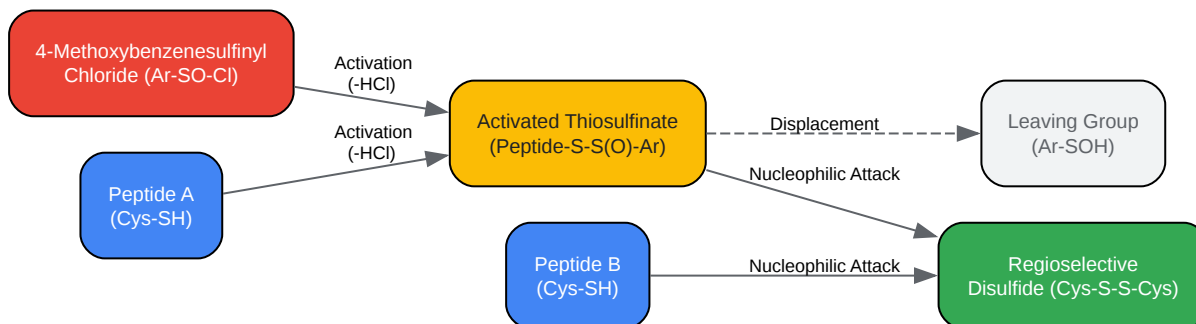 4-Methoxybenzenesulfinyl
Chloride (Ar-SO-Cl)
Activation
(-HCl)
Peptide A
(Cys-SH)
Activation
(-HCl)
Activated Thiosulfinate
(Peptide-S-S(O)-Ar)
Displacement
Leaving Group
(Ar-SOH)
Nucleophilic Attack
Peptide B
(Cys-SH)
Nucleophilic Attack
Regioselective
Disulfide (Cys-S-S-Cys)